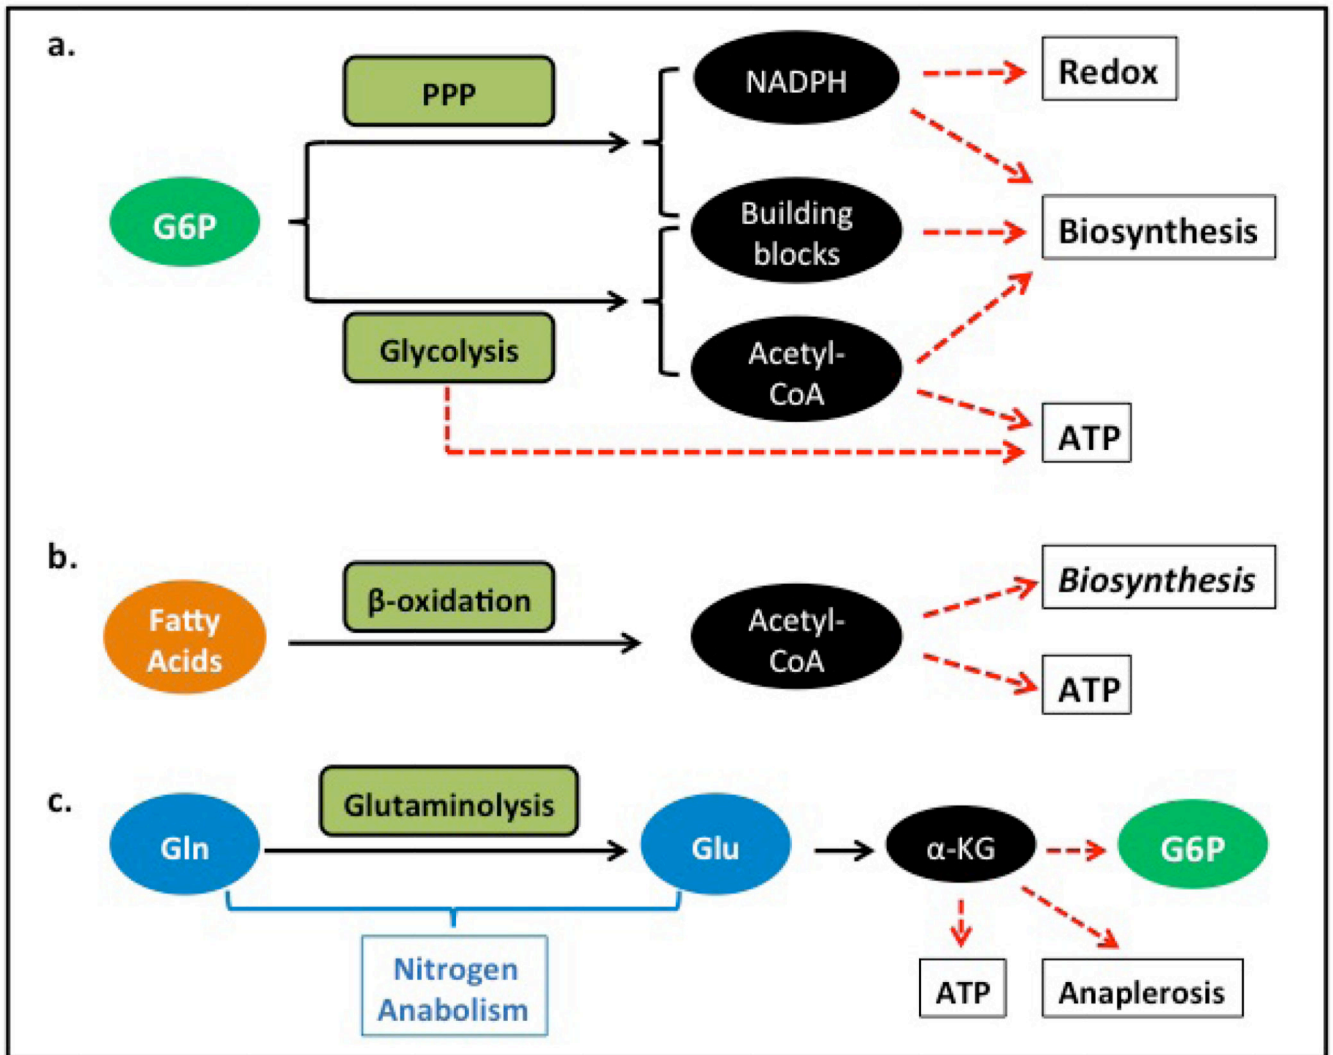 a.
PPP
NADPH
Redox
G6P
Building
blocks
Biosynthesis
Glycolysis
Acetyl-
CoA
ATP
b.
Fatty
Acids
β-oxidation
Acetyl-
CoA
Biosynthesis
ATP
c.
Gln
Glutaminolysis
Glu
α-KG
G6P
Nitrogen
Anabolism
ATP
Anaplerosis